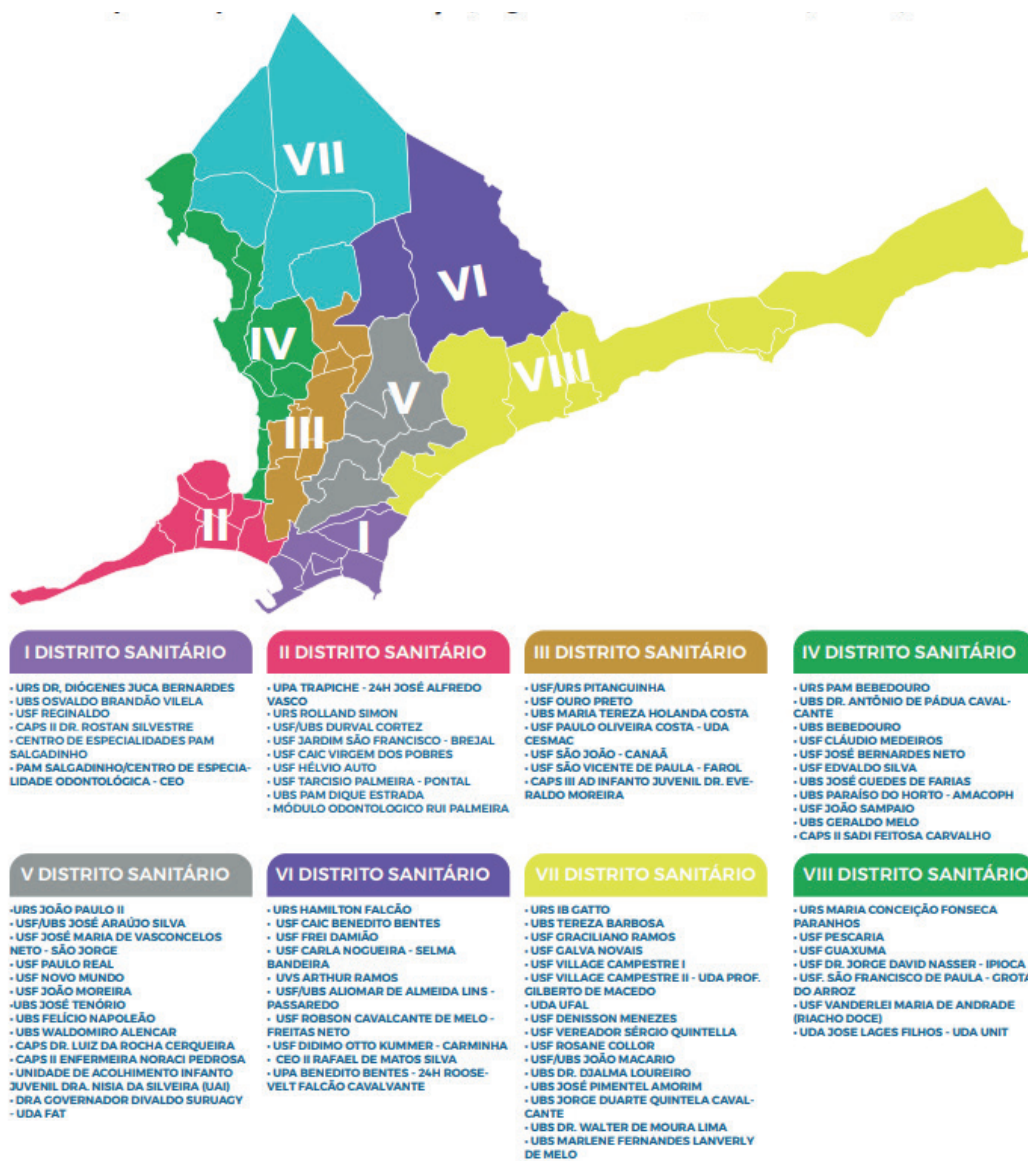 VII
VI
IV
VIII
V
III
II
I
I DISTRITO SANITÁRIO
• URS DR, DIÓGENES JUCA BERNARDES
• UBS OSVALDO BRANDÃO VILELA
• USF REGINALDO
• CAPS II DR. ROSTAN SILVESTRE
• CENTRO DE ESPECIALIDADES PAM
SALGADINHO
• PAM SALGADINHO/CENTRO DE ESPECIA-
LIDADE ODONTOLÓGICA - CEO
II DISTRITO SANITÁRIO
• UPA TRAPICHE - 24H JOSÉ ALFREDO
VASCO
• URS ROLLAND SIMON
• USF/UBS DURVAL CORTEZ
• USF JARDIM SÃO FRANCISCO - BREJAL
• USF CAIC VIRGEM DOS POBRES
• USF HÉLVIO AUTO
• USF TARCISIO PALMEIRA - PONTAL
• UBS PAM DIQUE ESTRADA
• MÓDULO ODONTOLOGICO RUI PALMEIRA
III DISTRITO SANITÁRIO
• USF/URS PITANGUINHA
• USF OURO PRETO
• UBS MARIA TEREZA HOLANDA COSTA
• USF PAULO OLIVEIRA COSTA - UDA
CESMAC
• USF SÃO JOÃO - CANAÃ
• USF SÃO VICENTE DE PAULA - FAROL
• CAPS III AD INFANTO JUVENIL DR. EVE-
RALDO MOREIRA
IV DISTRITO SANITÁRIO
• URS PAM BEBEDOURO
• UBS DR. ANTÔNIO DE PÁDUA CAVAL-
CANTE
• UBS BEBEDOURO
• USF CLÁUDIO MEDEIROS
• USF JOSÉ BERNARDES NETO
• USF EDVALDO SILVA
• UBS JOSÉ GUEDES DE FARIAS
• UBS PARAÍSO DO HORTO - AMACOPH
• USF JOÃO SAMPAIO
• UBS GERALDO MELO
• CAPS II SADI FEITOSA CARVALHO
V DISTRITO SANITÁRIO
•URS JOÃO PAULO II
• USF/UBS JOSÉ ARAÚJO SILVA
• USF JOSÉ MARIA DE VASCONCELOS
NETO - SÃO JORGE
• USF PAULO REAL
• USF NOVO MUNDO
• USF JOÃO MOREIRA
•UBS JOSÉ TENÓRIO
• UBS FELÍCIO NAPOLEÃO
• UBS WALDOMIRO ALENCAR
• CAPS DR. LUIZ DA ROCHA CERQUEIRA
• CAPS II ENFERMEIRA NORACI PEDROSA
• UNIDADE DE ACOLHIMENTO INFANTO
JUVENIL DRA. NISIA DA SILVEIRA (UAI)
• DRA GOVERNADOR DIVALDO SURUAGY
- UDA FAT
VI DISTRITO SANITÁRIO
• URS HAMILTON FALCÃO
• USF CAIC BENEDITO BENTES
• USF FREI DAMIÃO
• USF CARLA NOGUEIRA - SELMA
BANDEIRA
• UVS ARTHUR RAMOS
• USF/UBS ALIOMAR DE ALMEIDA LINS -
PASSAREDO
• USF ROBSON CAVALCANTE DE MELO -
FREITAS NETO
• USF DIDIMO OTTO KUMMER - CARMINHA
• CEO II RAFAEL DE MATOS SILVA
• UPA BENEDITO BENTES - 24H ROOSE-
VELT FALCÃO CAVALVANTE
VII DISTRITO SANITÁRIO
• URS IB GATTO
• UBS TEREZA BARBOSA
• USF GRACILIANO RAMOS
• USF GALVA NOVAIS
• USF VILLAGE CAMPESTRE I
• USF VILLAGE CAMPESTRE II - UDA PROF.
GILBERTO DE MACEDO
• UDA UFAL
• USF DENISSON MENEZES
• USF VEREADOR SÉRGIO QUINTELLA
• USF ROSANE COLLOR
• USF/UBS JOÃO MACARIO
• UBS DR. DJALMA LOUREIRO
• UBS JOSÉ PIMENTEL AMORIM
• UBS JORGE DUARTE QUINTELA CAVAL-
CANTE
• UBS DR. WALTER DE MOURA LIMA
• UBS MARLENE FERNANDES LANVERLY
DE MELO
VIII DISTRITO SANITÁRIO
• URS MARIA CONCEIÇÃO FONSECA
PARANHOS
• USF PESCARIA
• USF GUAXUMA
• USF DR. JORGE DAVID NASSER - IPIOCA
• USF. SÃO FRANCISCO DE PAULA - GROTA
DO ARROZ
• USF VANDERLEI MARIA DE ANDRADE
(RIACHO DOCE)
• UDA JOSE LAGES FILHOS - UDA UNIT